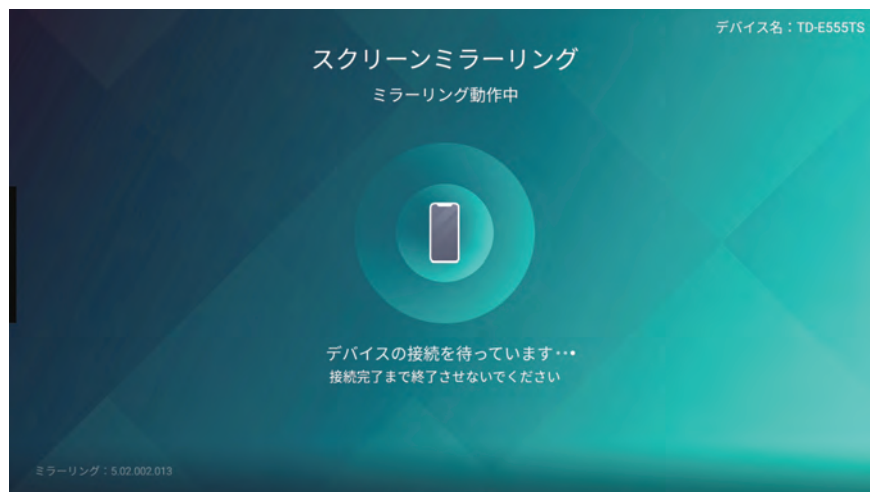 デバイス名：TD-E555TS
スクリーンミラーリング
ミラーリング動作中
デバイスの接続を待っています･･•
接続完了まで終了させないでください
ミラーリング：5.02.002.013